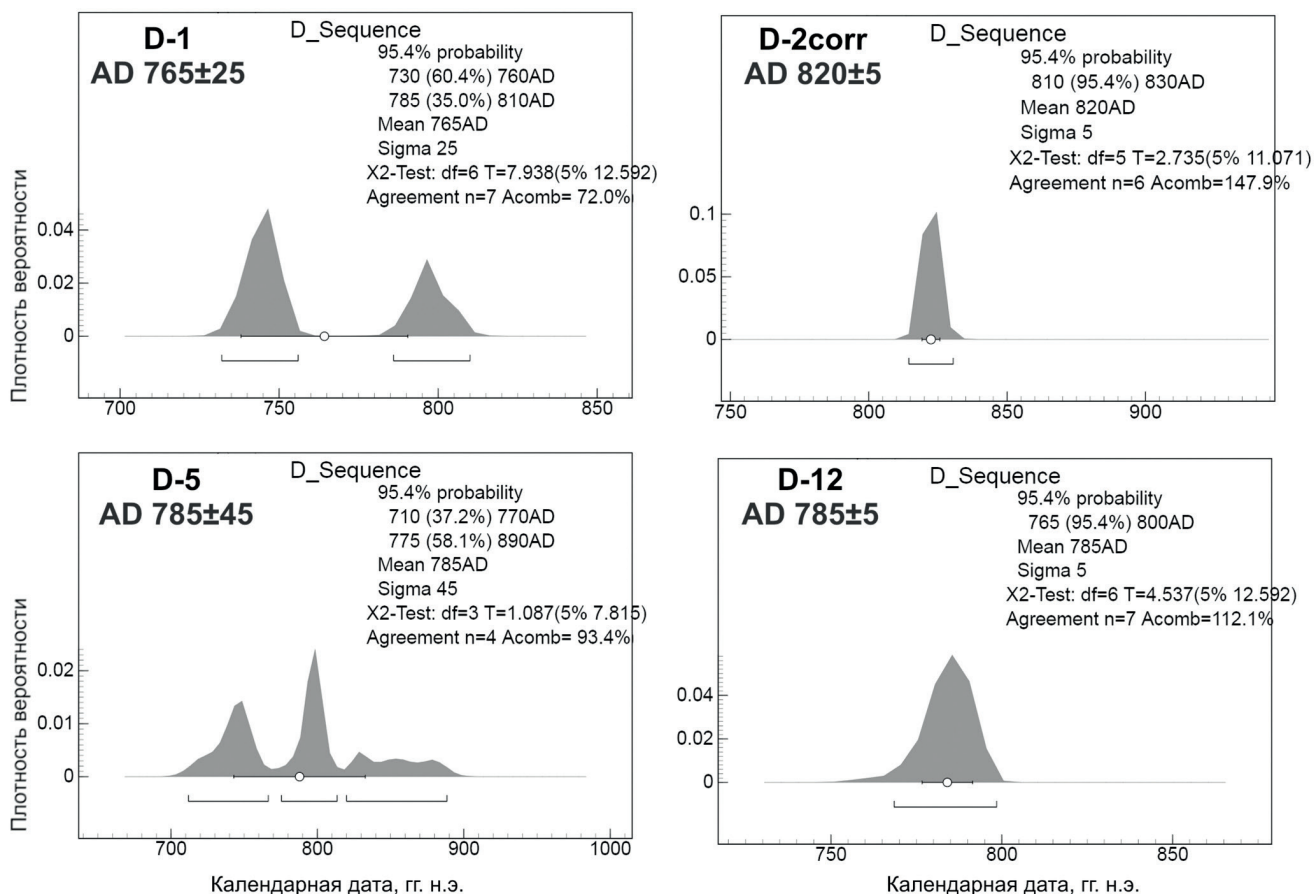 D-1
AD 765±25
D_Sequence
95.4% probability
730 (60.4%) 760AD
785 (35.0%) 810AD
Mean 765AD
Sigma 25
X2-Test: df=6 T=7.938(5% 12.592)
Agreement n=7 Acomb= 72.0%
Плотность вероятности
0.04
0.02
0
700
750
800
850
D-2corr
AD 820±5
D_Sequence
95.4% probability
810 (95.4%) 830AD
Mean 820AD
Sigma 5
X2-Test: df=5 T=2.735(5% 11.071)
Agreement n=6 Acomb=147.9%
0.1
0.05
0
750
800
850
900
D-5
AD 785±45
D_Sequence
95.4% probability
710 (37.2%) 770AD
775 (58.1%) 890AD
Mean 785AD
Sigma 45
X2-Test: df=3 T=1.087(5% 7.815)
Agreement n=4 Acomb= 93.4%
Плотность вероятности
0.02
0.01
0
700
800
900
1000
Календарная дата, гг. н.э.
D-12
AD 785±5
D_Sequence
95.4% probability
765 (95.4%) 800AD
Mean 785AD
Sigma 5
X2-Test: df=6 T=4.537(5% 12.592)
Agreement n=7 Acomb=112.1%
0.04
0.02
0
750
800
850
Календарная дата, гг. н.э.